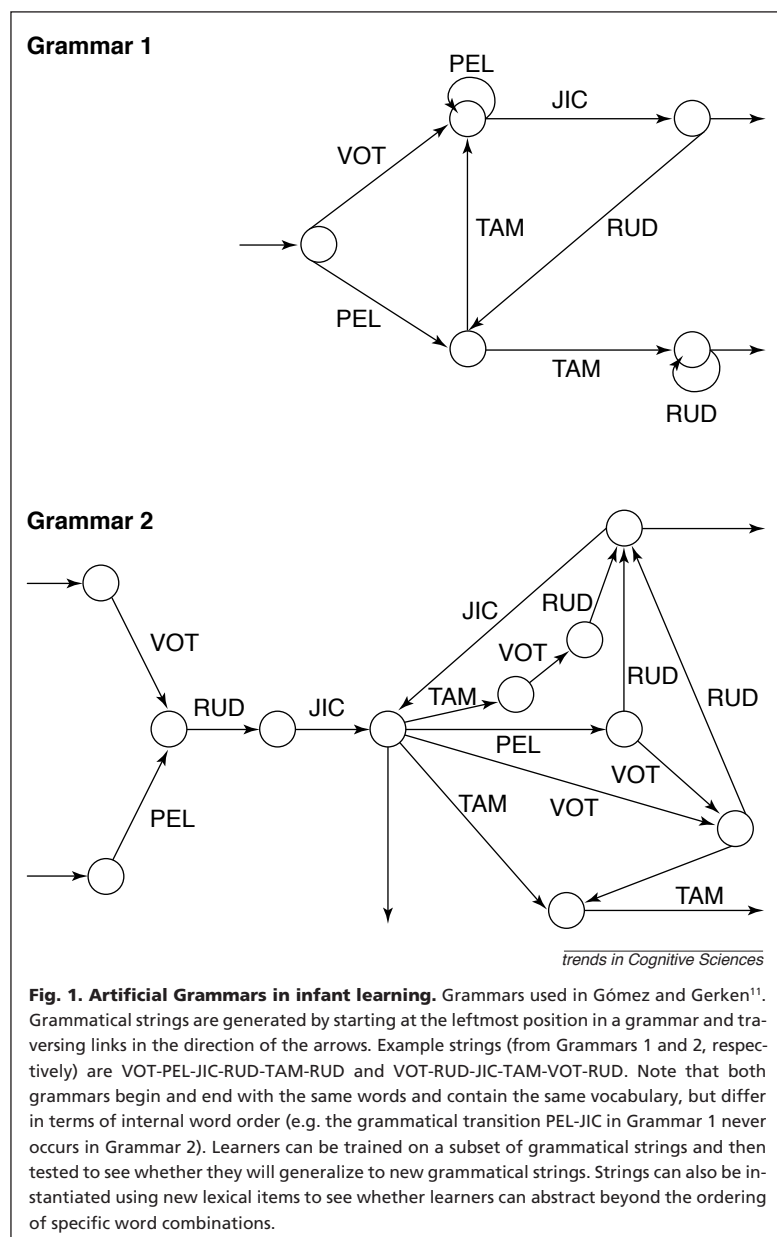 Grammar 1
PEL
JIC
VOT
TAM
RUD
PEL
TAM
RUD
Grammar 2
JIC
RUD
VOT
VOT
TAM
RUD
RUD
RUD
JIC
PEL
VOT
TAM
VOT
PEL
TAM
trends in Cognitive Sciences
Fig. 1. Artificial Grammars in infant learning. Grammars used in Gómez and Gerken¹¹.
Grammatical strings are generated by starting at the leftmost position in a grammar and tra-
versing links in the direction of the arrows. Example strings (from Grammars 1 and 2, respec-
tively) are VOT-PEL-JIC-RUD-TAM-RUD and VOT-RUD-JIC-TAM-VOT-RUD. Note that both
grammars begin and end with the same words and contain the same vocabulary, but differ
in terms of internal word order (e.g. the grammatical transition PEL-JIC in Grammar 1 never
occurs in Grammar 2). Learners can be trained on a subset of grammatical strings and then
tested to see whether they will generalize to new grammatical strings. Strings can also be in-
stantiated using new lexical items to see whether learners can abstract beyond the ordering
of specific word combinations.